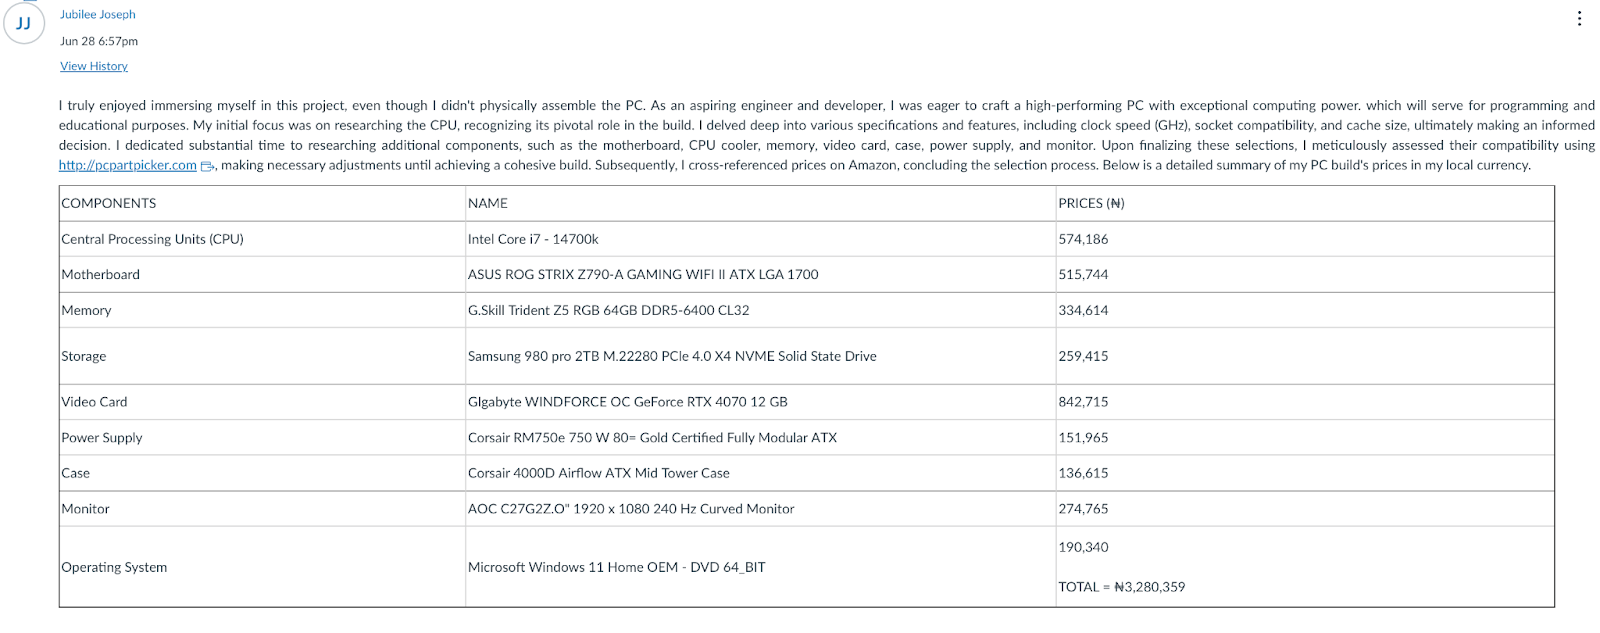 JJ
Jubilee Joseph
Jun 28 6:57pm
View History
I truly enjoyed immersing myself in this project, even though I didn't physically assemble the PC. As an aspiring engineer and developer, I was eager to craft a high-performing PC with exceptional computing power. which will serve for programming and
educational purposes. My initial focus was on researching the CPU, recognizing its pivotal role in the build. I delved deep into various specifications and features, including clock speed (GHz), socket compatibility, and cache size, ultimately making an informed
decision. I dedicated substantial time to researching additional components, such as the motherboard, CPU cooler, memory, video card, case, power supply, and monitor. Upon finalizing these selections, I meticulously assessed their compatibility using
http://pcpartpicker.com, making necessary adjustments until achieving a cohesive build. Subsequently, I cross-referenced prices on Amazon, concluding the selection process. Below is a detailed summary of my PC build's prices in my local currency.
COMPONENTS NAME PRICES (₦)
Central Processing Units (CPU) Intel Core i7 - 14700k 574,186
Motherboard ASUS ROG STRIX Z790-A GAMING WIFI II ATX LGA 1700 515,744
Memory G.Skill Trident Z5 RGB 64GB DDR5-6400 CL32 334,614
Storage Samsung 980 pro 2TB M.22280 PCIe 4.0 X4 NVME Solid State Drive 259,415
Video Card GIgabyte WINDFORCE OC GeForce RTX 4070 12 GB 842,715
Power Supply Corsair RM750e 750 W 80= Gold Certified Fully Modular ATX 151,965
Case Corsair 4000D Airflow ATX Mid Tower Case 136,615
Monitor AOC C27G2Z.O" 1920 x 1080 240 Hz Curved Monitor 274,765
Operating System Microsoft Windows 11 Home OEM - DVD 64_BIT 190,340
TOTAL = ₦3,280,359